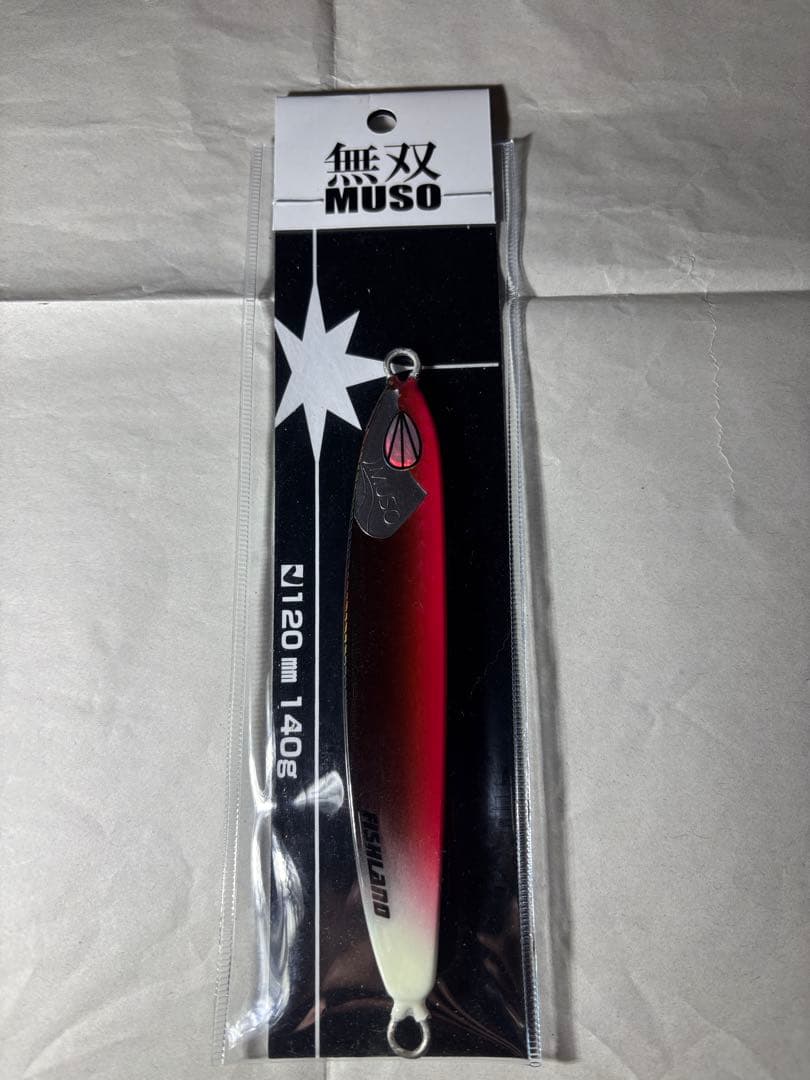 無双
MUSO
MUSO
120㎜ 140g
FISHLAND